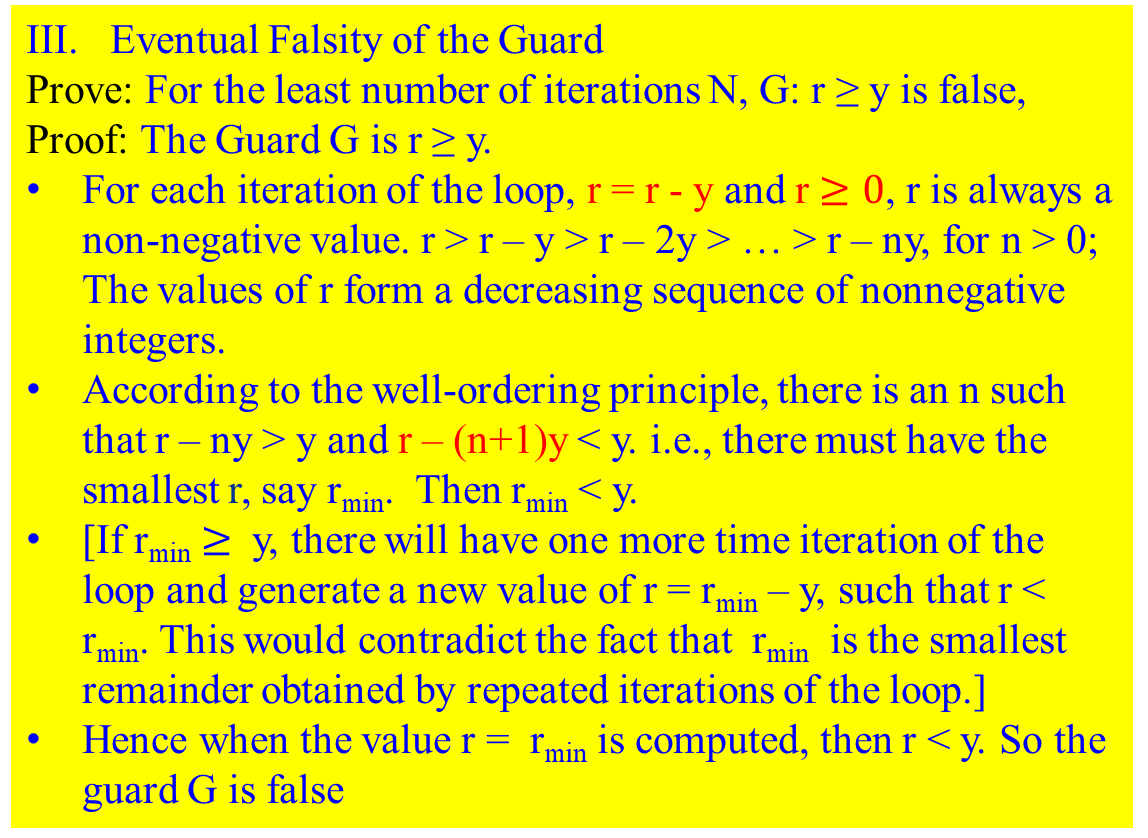 III. Eventual Falsity of the Guard
Prove: For the least number of iterations N, G: r ≥ y is false,
Proof: The Guard G is r ≥ y.
• For each iteration of the loop, r = r - y and r ≥ 0, r is always a
non-negative value. r > r – y > r – 2y > … > r – ny, for n > 0;
The values of r form a decreasing sequence of nonnegative
integers.
• According to the well-ordering principle, there is an n such
that r – ny > y and r – (n+1)y < y. i.e., there must have the
smallest r, say rmin. Then rmin < y.
• [If rmin ≥ y, there will have one more time iteration of the
loop and generate a new value of r = rmin – y, such that r <
rmin. This would contradict the fact that rmin is the smallest
remainder obtained by repeated iterations of the loop.]
• Hence when the value r = rmin is computed, then r < y. So the
guard G is false